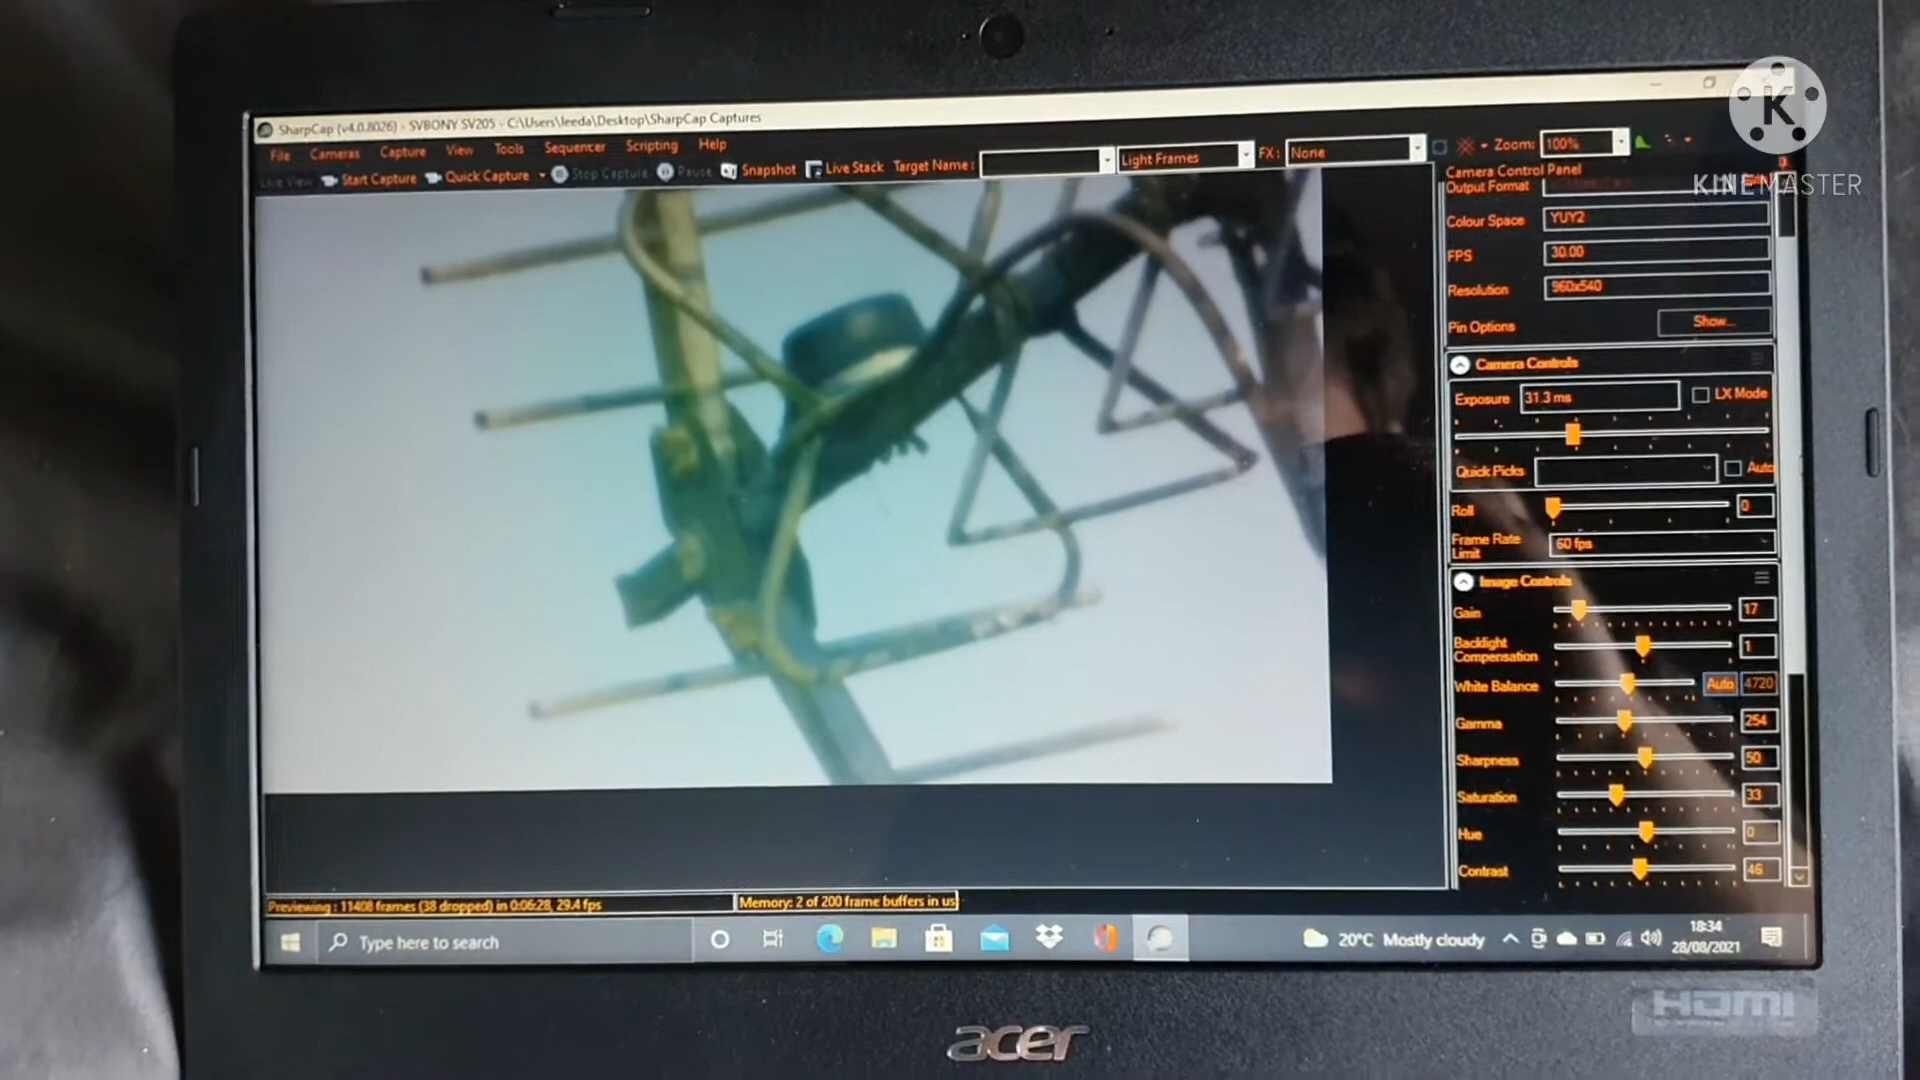 SharpCap (v4.0.8026) - SVBONY SV205 - C:\Users\leeda\Desktop\SharpCap Captures
K
KINEMASTER
File Cameras Capture View Tools Sequencer Scripting Help
Live View Start Capture Quick Capture Stop Capture Pause Snapshot Live Stack Target Name : Light Frames FX : None Zoom: 100%
Camera Control Panel
Output Format
Colour Space YUY2
FPS 30.00
Resolution 960x540
Pin Options Show...
Camera Controls
Exposure 31.3 ms LX Mode
Quick Picks Auto
Roll 0
Frame Rate Limit 60 fps
Image Controls
Gain 17
Backlight Compensation 1
White Balance Auto 4720
Gamma 254
Sharpness 50
Saturation 33
Hue 0
Contrast 46
Previewing : 11408 frames (38 dropped) in 0:06:28, 29.4 fps
Memory: 2 of 200 frame buffers in us
Type here to search
20°C Mostly cloudy
18:34
28/08/2021
HDMI
acer